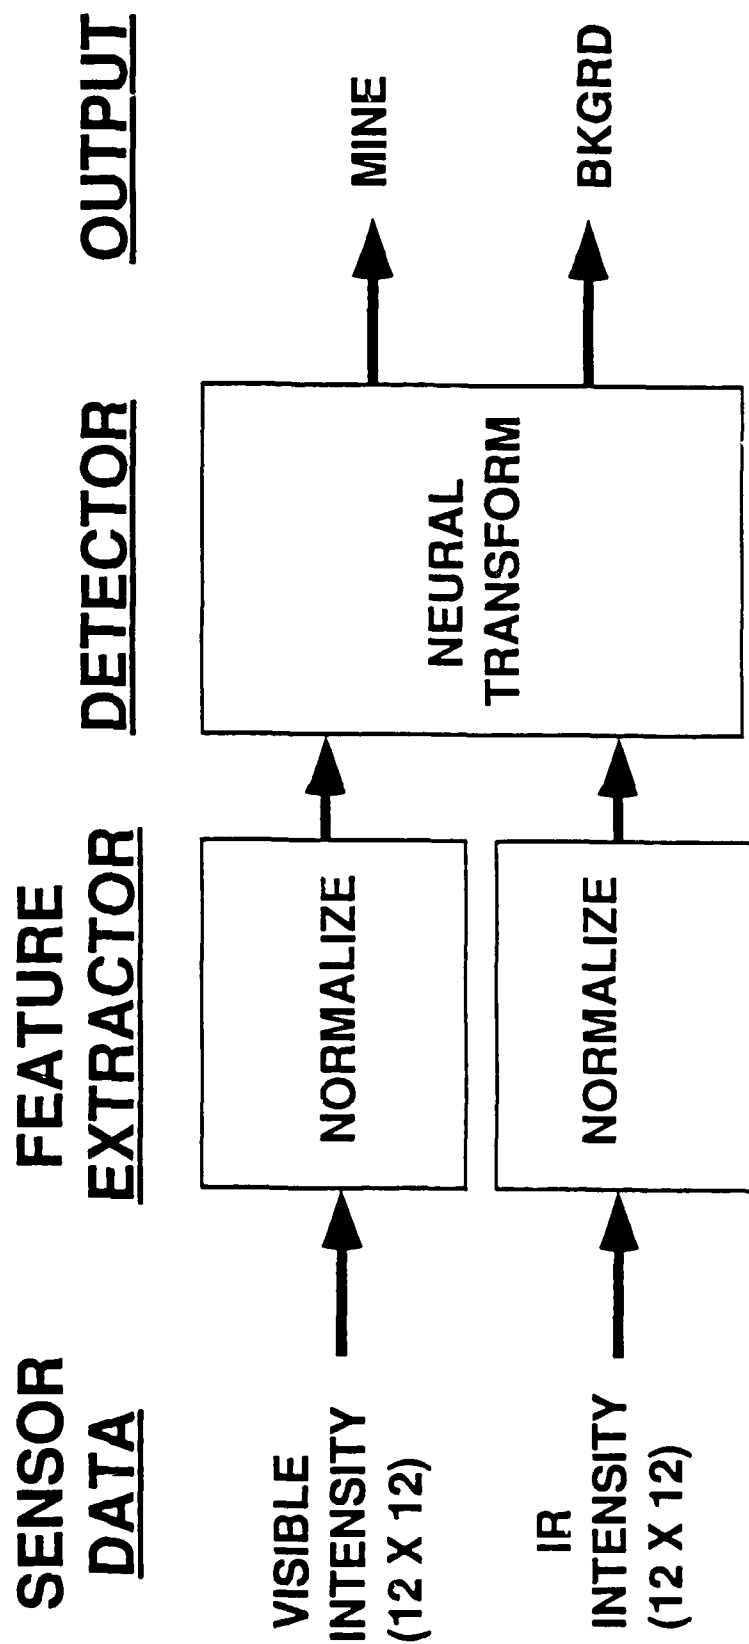 SENSOR
DATA
FEATURE
EXTRACTOR
DETECTOR
OUTPUT
VISIBLE
INTENSITY
(12 X 12)
NORMALIZE
NEURAL
TRANSFORM
MINE
IR
INTENSITY
(12 X 12)
NORMALIZE
BKGRD